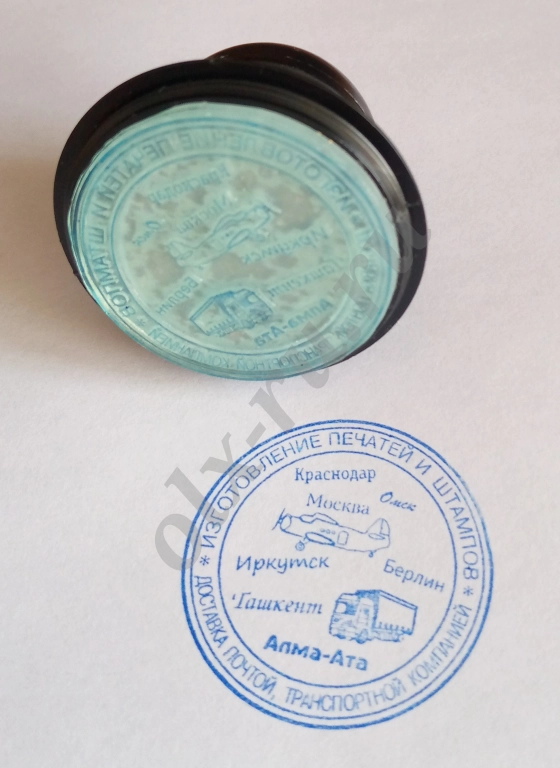 ИЗГОТОВЛЕНИЕ ПЕЧАТЕЙ И ШТАМПОВ
Краснодар
Москва Омск
Иркутск Берлин
Ташкент
Алма-Ата
* ДОСТАВКА ПОЧТОЙ, ТРАНСПОРТНОЙ КОМПАНИЕЙ *